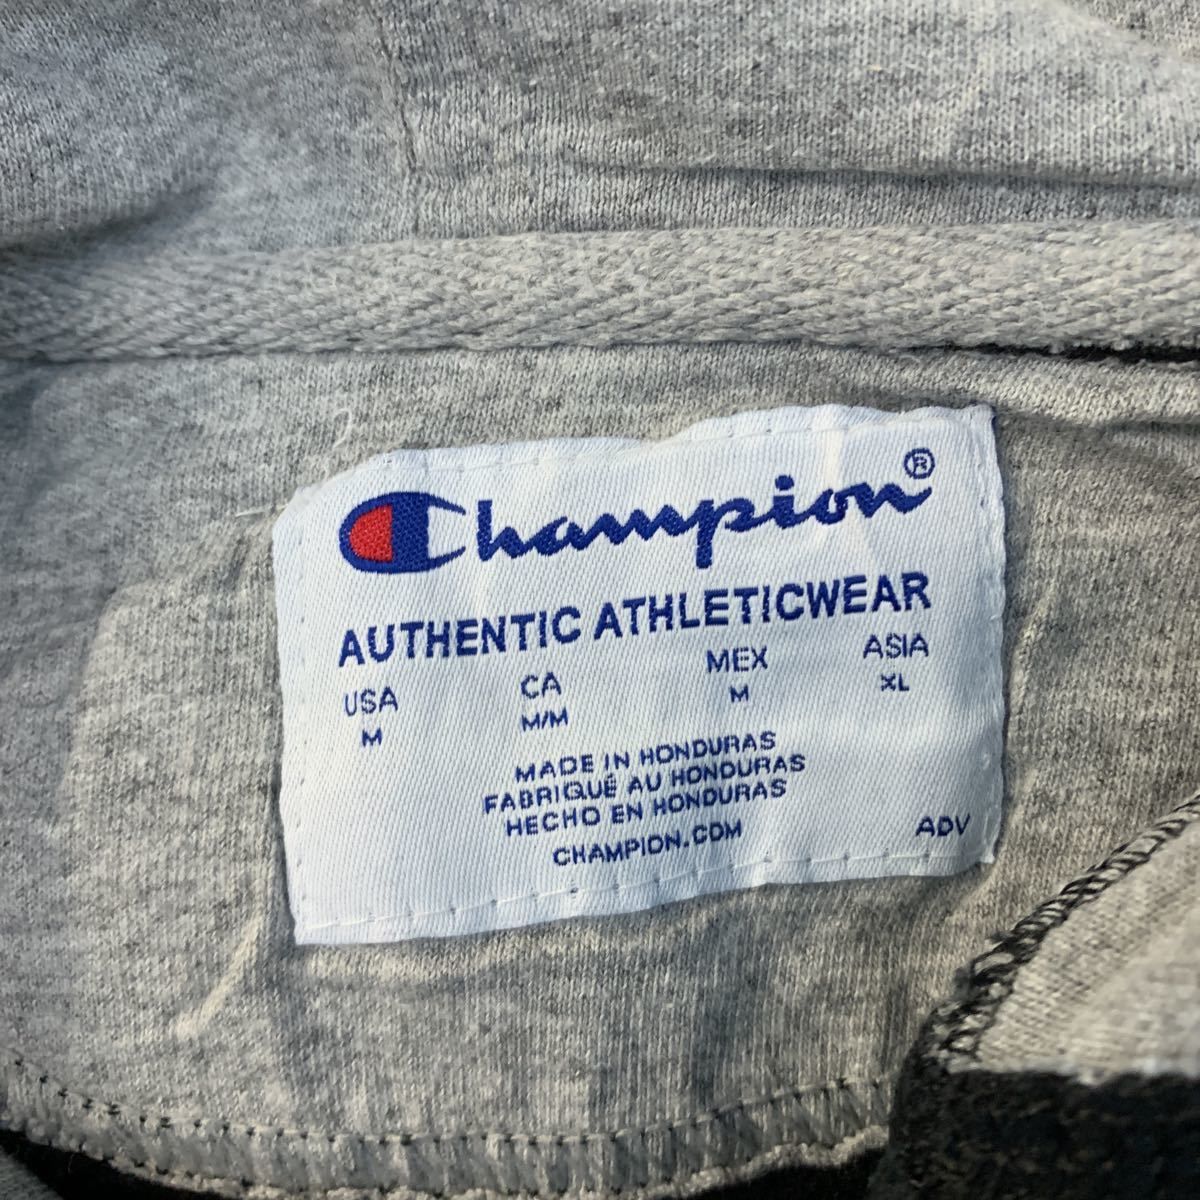 Champion®
AUTHENTIC ATHLETICWEAR
USA CA MEX ASIA
M M/M M XL
MADE IN HONDURAS
FABRIQUÉ AU HONDURAS
HECHO EN HONDURAS
CHAMPION.COM
ADV